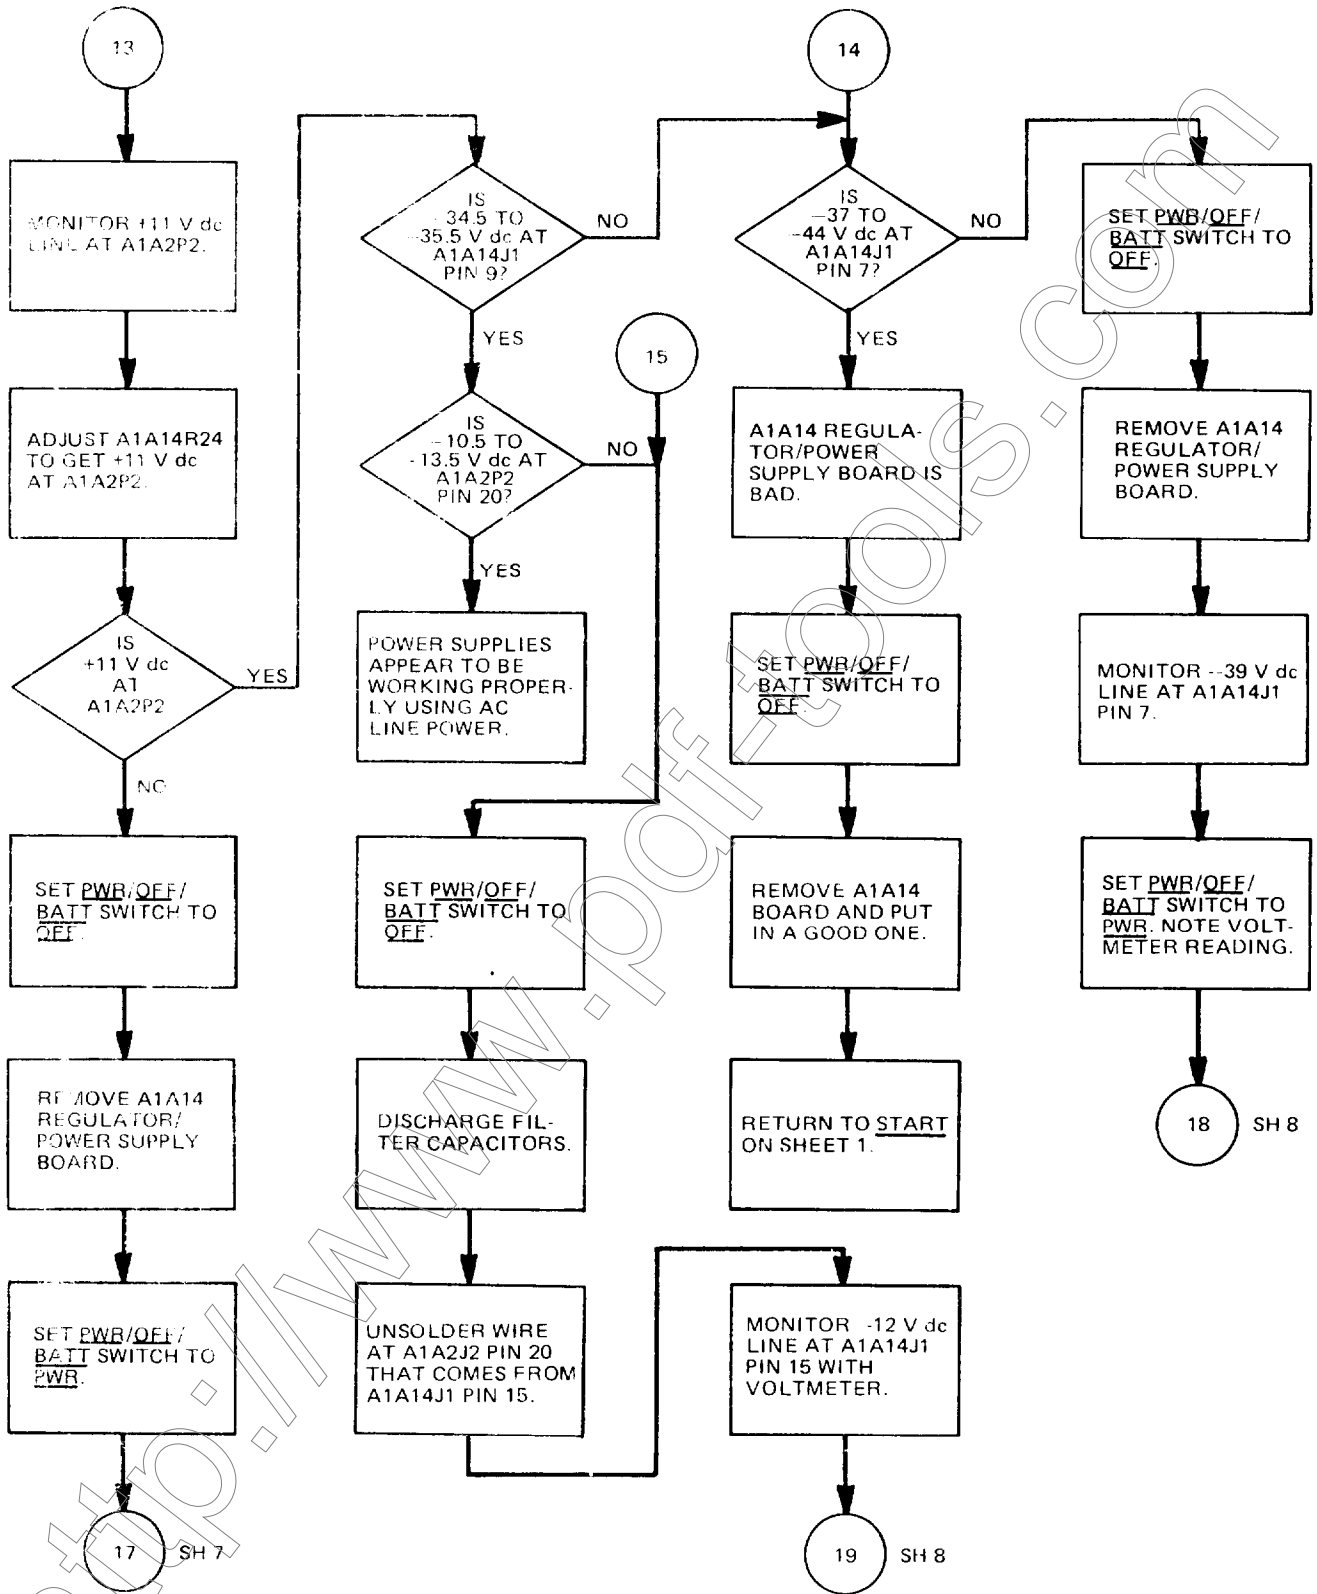 13
MONITOR +11 V dc
LINE AT A1A2P2.
ADJUST A1A14R24
TO GET +11 V dc
AT A1A2P2.
IS
+11 V dc
AT
A1A2P2
YES
NO
SET PWR/OFF/
BATT SWITCH TO
OFF.
REMOVE A1A14
REGULATOR/
POWER SUPPLY
BOARD.
SET PWR/OFF/
BATT SWITCH TO
PWR.
17
SH 7
IS
-34.5 TO
-35.5 V dc AT
A1A14J1
PIN 9?
NO
YES
IS
-10.5 TO
-13.5 V dc AT
A1A2P2
PIN 20?
NO
YES
POWER SUPPLIES
APPEAR TO BE
WORKING PROPER-
LY USING AC
LINE POWER.
15
SET PWR/OFF/
BATT SWITCH TO
OFF.
DISCHARGE FIL-
TER CAPACITORS.
UNSOLDER WIRE
AT A1A2J2 PIN 20
THAT COMES FROM
A1A14J1 PIN 15.
14
IS
-37 TO
-44 V dc AT
A1A14J1
PIN 7?
NO
YES
A1A14 REGULA-
TOR/POWER
SUPPLY BOARD IS
BAD.
SET PWR/OFF/
BATT SWITCH TO
OFF.
REMOVE A1A14
BOARD AND PUT
IN A GOOD ONE.
RETURN TO START
ON SHEET 1.
MONITOR -12 V dc
LINE AT A1A14J1
PIN 15 WITH
VOLTMETER.
19
SH 8
SET PWR/OFF/
BATT SWITCH TO
OFF.
REMOVE A1A14
REGULATOR/
POWER SUPPLY
BOARD.
MONITOR --39 V dc
LINE AT A1A14J1
PIN 7.
SET PWR/OFF/
BATT SWITCH TO
PWR. NOTE VOLT-
METER READING.
18
SH 8
http://www.pdf-tools.com